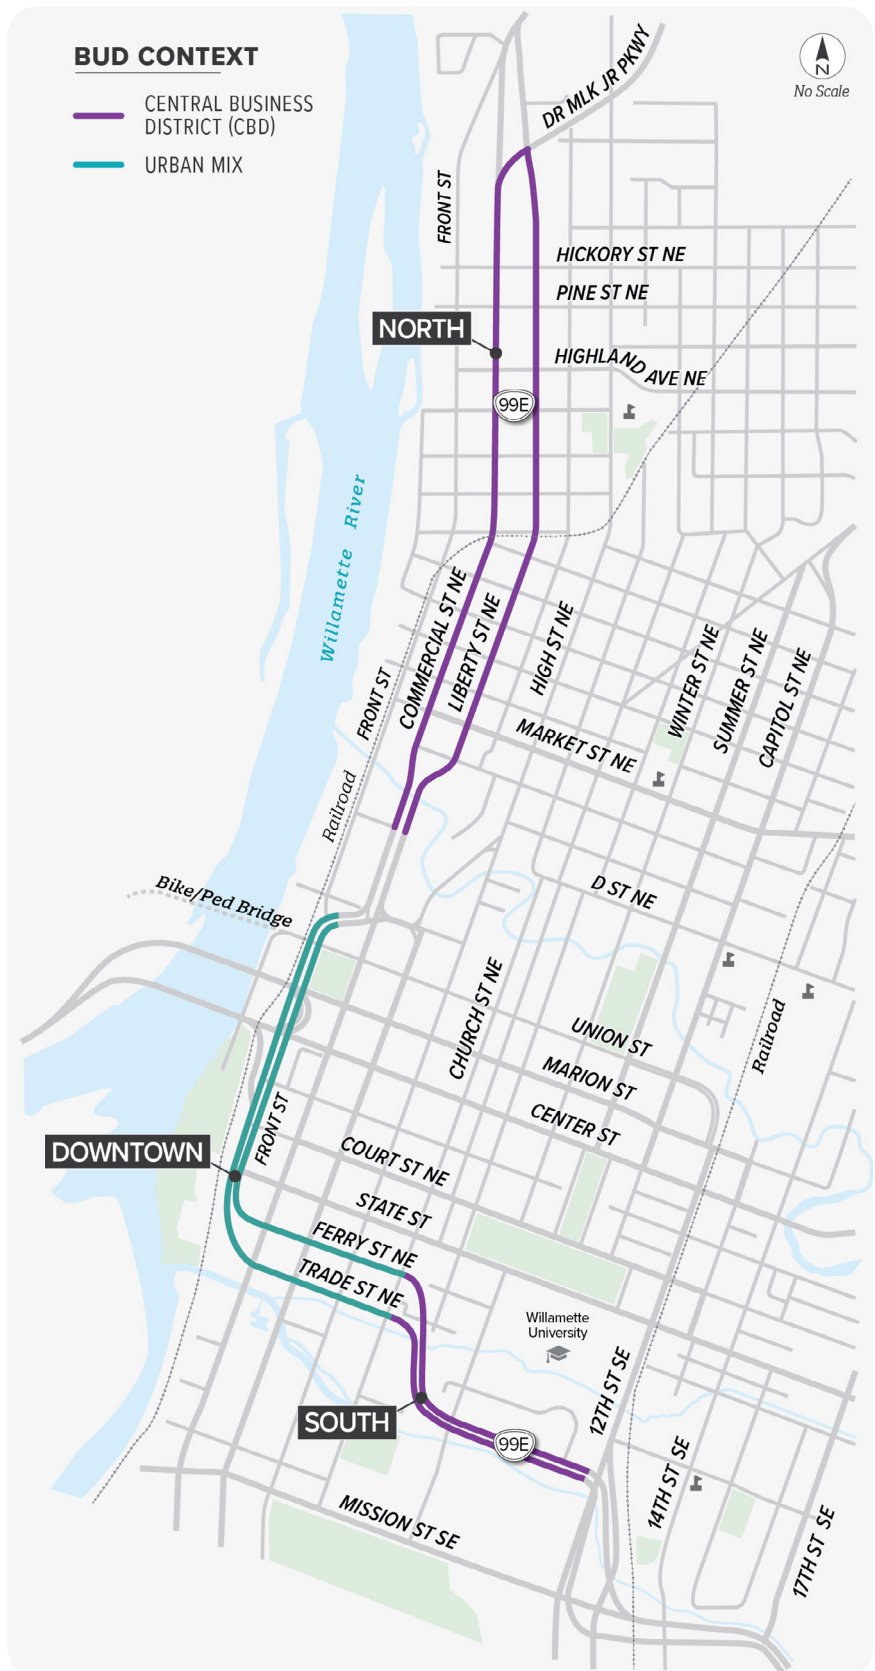 BUD CONTEXT
CENTRAL BUSINESS
DISTRICT (CBD)
URBAN MIX
N
No Scale
DR MLK JR PKWY
FRONT ST
HICKORY ST NE
PINE ST NE
NORTH
HIGHLAND AVE NE
99E
Willamette River
COMMERCIAL ST NE
LIBERTY ST NE
HIGH ST NE
WINTER ST NE
SUMMER ST NE
CAPITOL ST NE
FRONT ST
MARKET ST NE
Railroad
D ST NE
Bike/Ped Bridge
CHURCH ST NE
UNION ST
Railroad
MARION ST
CENTER ST
FRONT ST
DOWNTOWN
COURT ST NE
STATE ST
FERRY ST NE
TRADE ST NE
Willamette
University
12TH ST SE
SOUTH
99E
14TH ST SE
MISSION ST SE
17TH ST SE